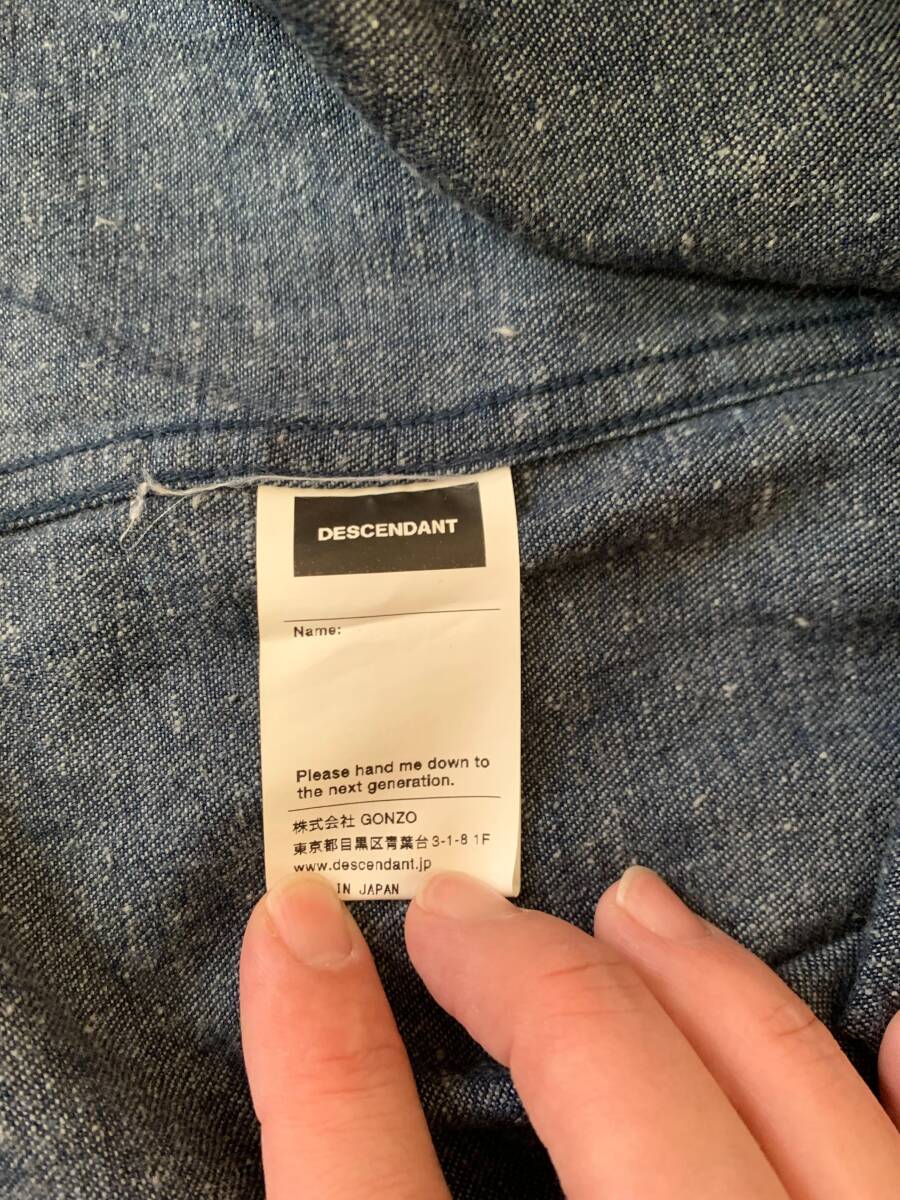 DESCENDANT
Name:
Please hand me down to
the next generation.
株式会社 GONZO
東京都目黒区青葉台3-1-8 1F
www.descendant.jp
IN JAPAN